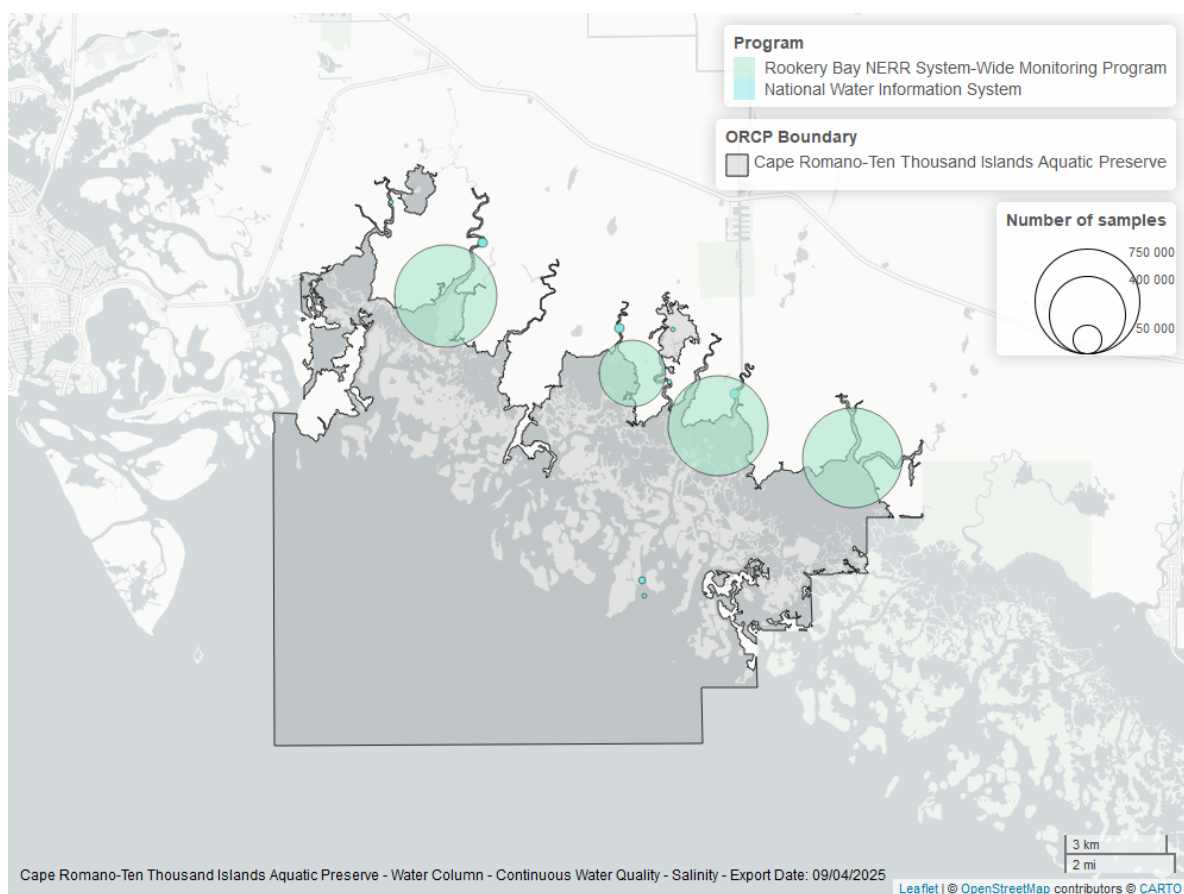 Program
Rookery Bay NERR System-Wide Monitoring Program
National Water Information System
ORCP Boundary
Cape Romano-Ten Thousand Islands Aquatic Preserve
Number of samples
750 000
400 000
50 000
3 km
2 mi
Cape Romano-Ten Thousand Islands Aquatic Preserve - Water Column - Continuous Water Quality - Salinity - Export Date: 09/04/2025
Leaflet | © OpenStreetMap contributors © CARTO